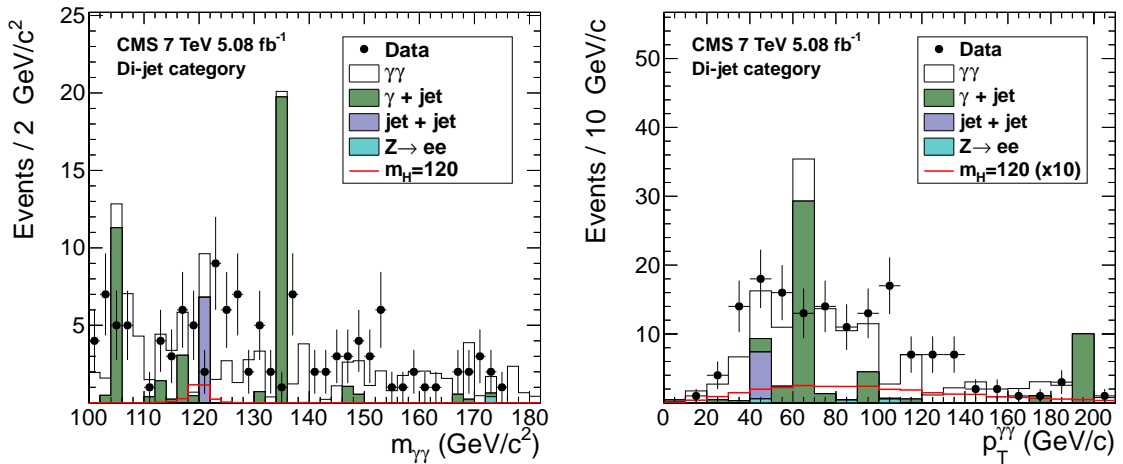 CMS 7 TeV 5.08 fb⁻¹
Di-jet category
Data
γγ
γ + jet
jet + jet
Z→ ee
m_H=120
Events / 2 GeV/c²
25
20
15
10
5
100 110 120 130 140 150 160 170 180
m_γγ (GeV/c²)
CMS 7 TeV 5.08 fb⁻¹
Di-jet category
Data
γγ
γ + jet
jet + jet
Z→ ee
m_H=120 (x10)
Events / 10 GeV/c
50
40
30
20
10
0
0 20 40 60 80 100 120 140 160 180 200
p_T^γγ (GeV/c)